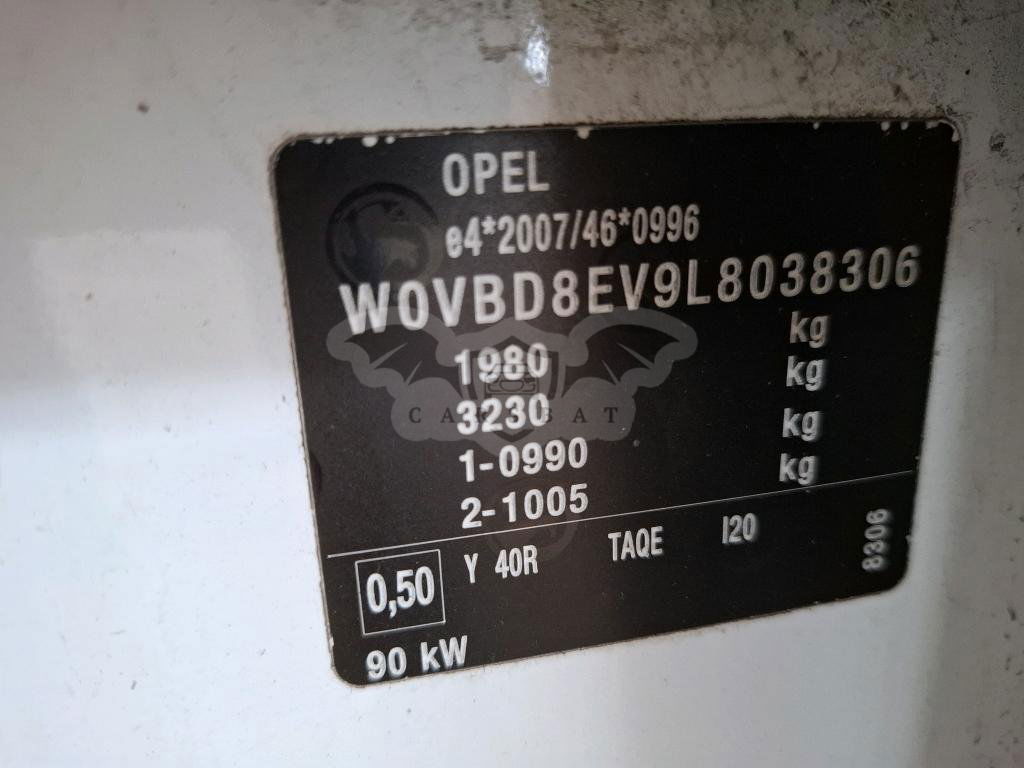 OPEL
e4*2007/46*0996
W0VBD8EV9L8038306
1980 kg
3230 kg
1-0990 kg
2-1005 kg
0,50 Y 40R TAQE I20 8306
90 kW